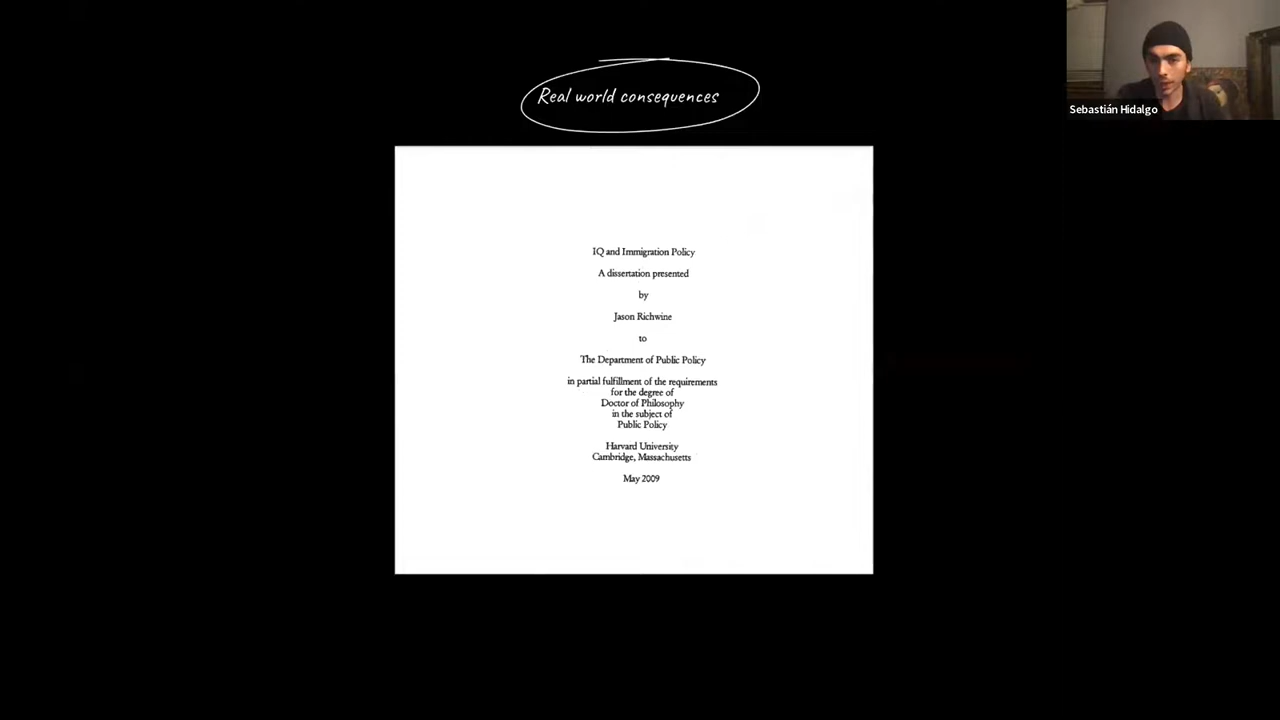 Real world consequences
Sebastián Hidalgo
IQ and Immigration Policy
A dissertation presented
by
Jason Richwine
to
The Department of Public Policy
in partial fulfillment of the requirements
for the degree of
Doctor of Philosophy
in the subject of
Public Policy
Harvard University
Cambridge, Massachusetts
May 2009